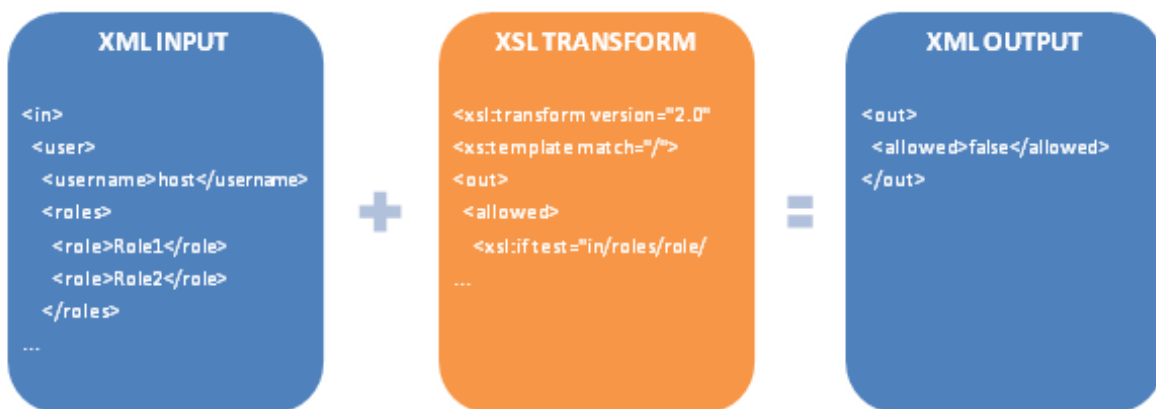 XML INPUT
<in>
<user>
<username>host</username>
<roles>
<role>Role1</role>
<role>Role2</role>
</roles>
...
XSL TRANSFORM
<xsl:transform version="2.0"
<xs:template match="/">
<out>
<allowed>
<xsl:if test="in/roles/role/
...
XML OUTPUT
<out>
<allowed>false</allowed>
</out>